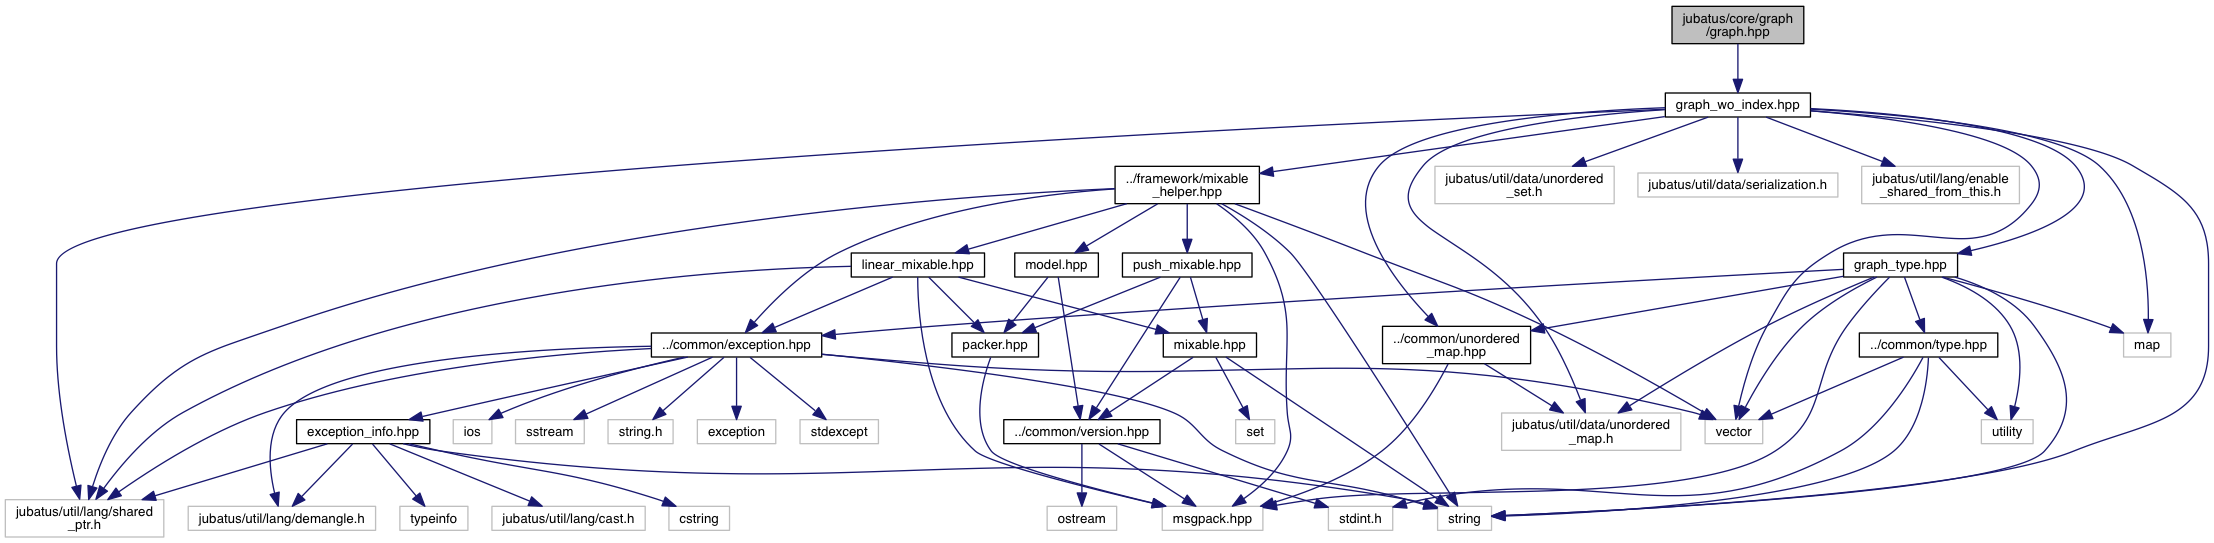 jubatus/core/graph
/graph.hpp
graph_wo_index.hpp
../framework/mixable
_helper.hpp
jubatus/util/data/unordered
_set.h
jubatus/util/data/serialization.h
jubatus/util/lang/enable
_shared_from_this.h
linear_mixable.hpp
model.hpp
push_mixable.hpp
graph_type.hpp
../common/exception.hpp
packer.hpp
mixable.hpp
../common/unordered
_map.hpp
../common/type.hpp
map
exception_info.hpp
ios
sstream
string.h
exception
stdexcept
../common/version.hpp
set
jubatus/util/data/unordered
_map.h
vector
utility
jubatus/util/lang/shared
_ptr.h
jubatus/util/lang/demangle.h
typeinfo
jubatus/util/lang/cast.h
cstring
ostream
msgpack.hpp
stdint.h
string